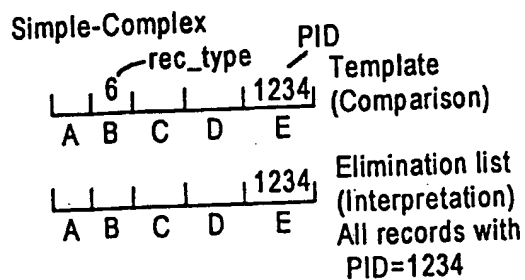 Simple-Complex
PID
6 rec_type
1234 Template
(Comparison)
A B C D E
1234 Elimination list
(Interpretation)
A B C D E All records with
PID=1234